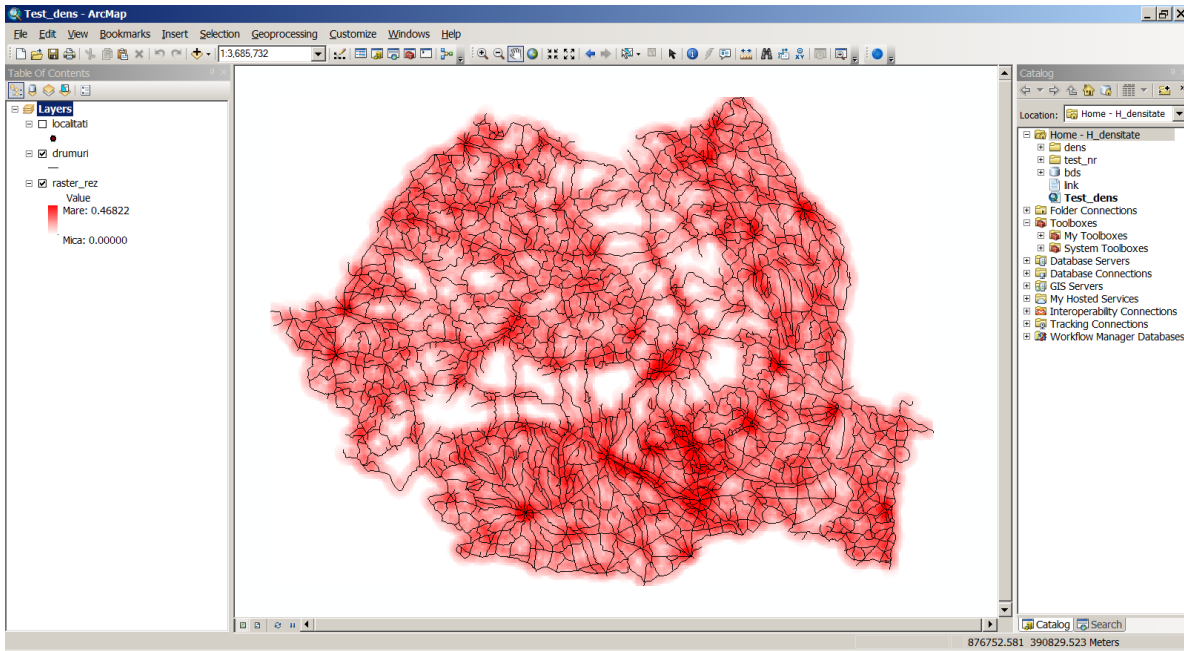 Test_dens - ArcMap
File Edit View Bookmarks Insert Selection Geoprocessing Customize Windows Help
1:3,685,732
Table Of Contents
Layers
localitati
drumuri
raster_rez
Value
Mare: 0.46822
Mica: 0.00000
Catalog
Location: Home - H_densitate
Home - H_densitate
dens
test_nr
bds
link
Test_dens
Folder Connections
Toolboxes
My Toolboxes
System Toolboxes
Database Servers
Database Connections
GIS Servers
My Hosted Services
Interoperability Connections
Tracking Connections
Workflow Manager Databases
Catalog Search
876752.581 390829.523 Meters